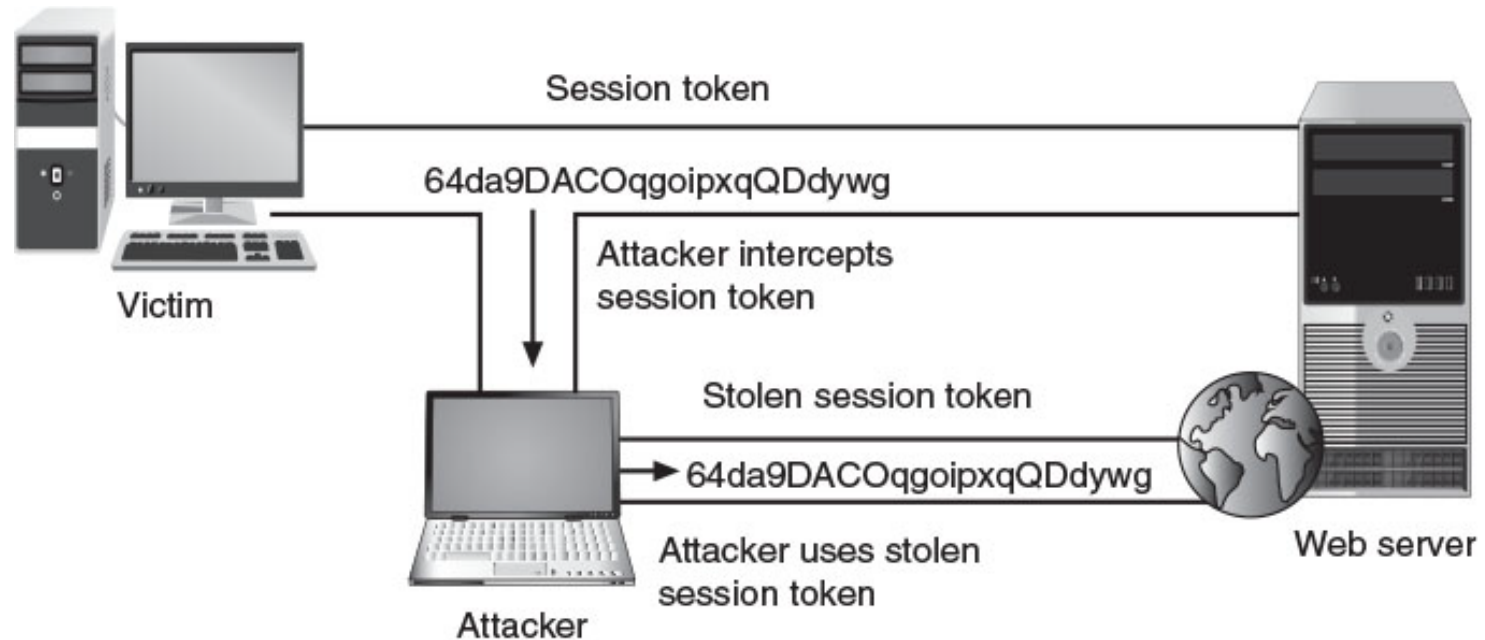 Session token
64da9DACOqgoipxqQDdywg
Attacker intercepts
session token
Victim
Stolen session token
64da9DACOqgoipxqQDdywg
Attacker uses stolen
session token
Web server
Attacker